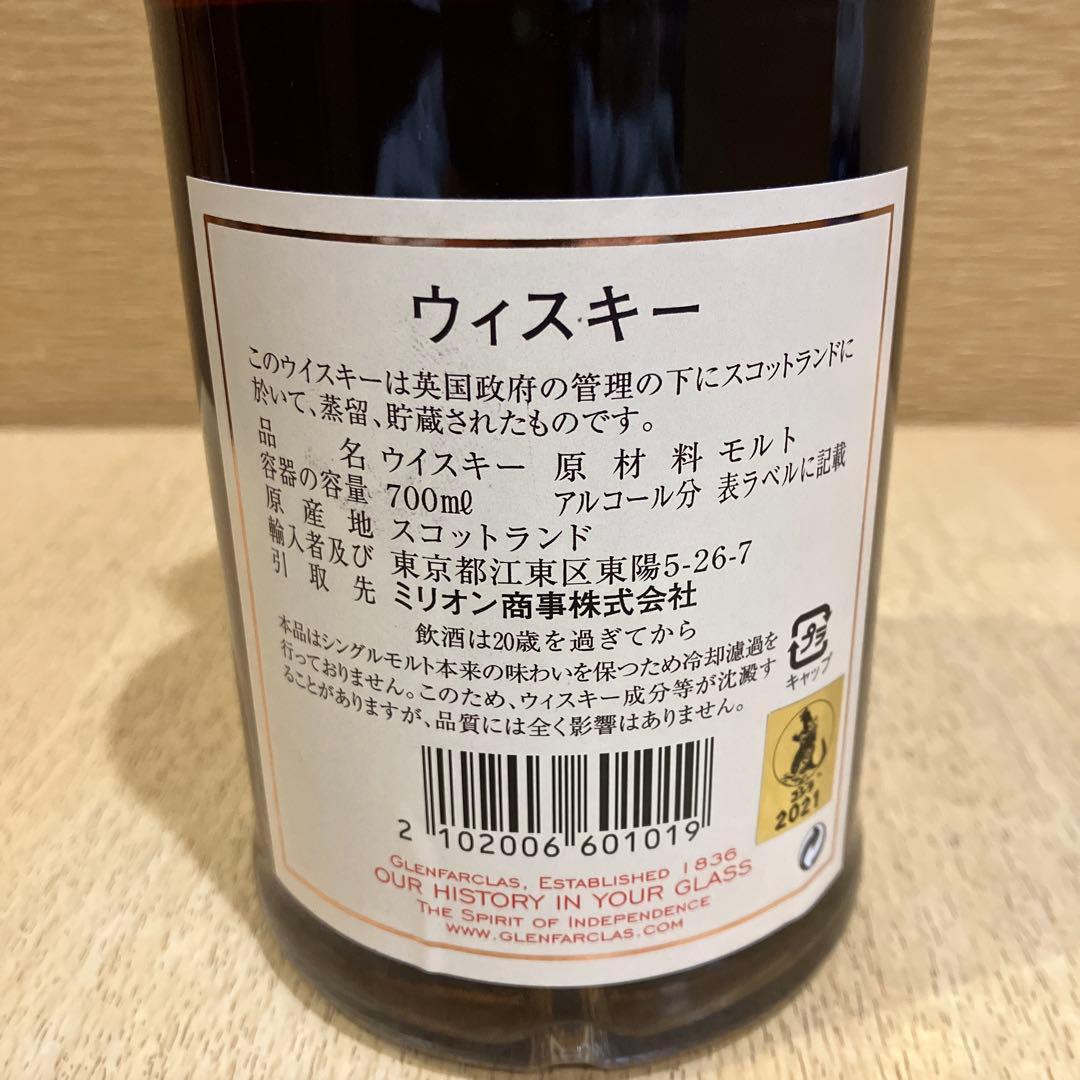 ウィスキー
このウイスキーは英国政府の管理の下にスコットランドに
於いて、蒸留、貯蔵されたものです。
品名 ウイスキー 原材料 モルト
容器の容量 700mℓ アルコール分 表ラベルに記載
原産地 スコットランド
輸入者及び 東京都江東区東陽5-26-7
引取先 ミリオン商事株式会社
飲酒は20歳を過ぎてから
本品はシングルモルト本来の味わいを保つため冷却濾過を
行っておりません。このため、ウィスキー成分等が沈澱す
ることがありますが、品質には全く影響はありません。
プラ
キャップ
ゴジラ
2021
2 102006 601019
GLENFARCLAS, ESTABLISHED 1836
OUR HISTORY IN YOUR GLASS
THE SPIRIT OF INDEPENDENCE
WWW.GLENFARCLAS.COM